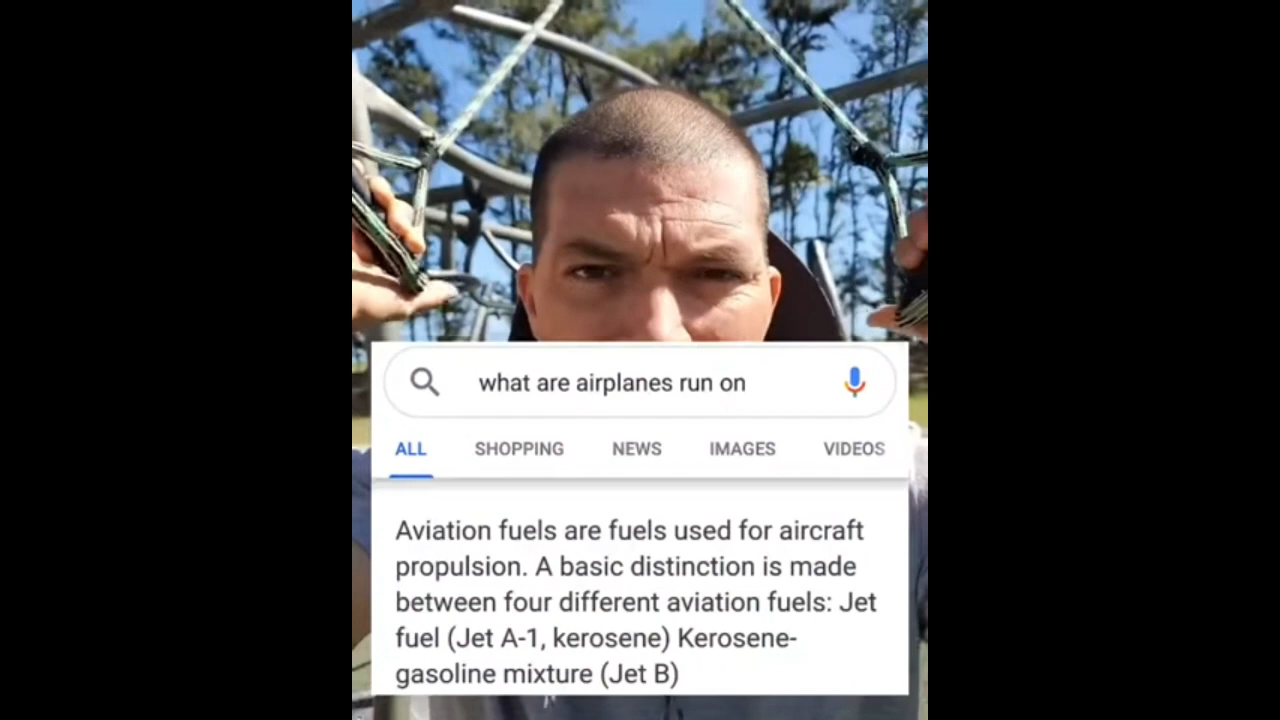 what are airplanes run on
ALL SHOPPING NEWS IMAGES VIDEOS
Aviation fuels are fuels used for aircraft
propulsion. A basic distinction is made
between four different aviation fuels: Jet
fuel (Jet A-1, kerosene) Kerosene-
gasoline mixture (Jet B)